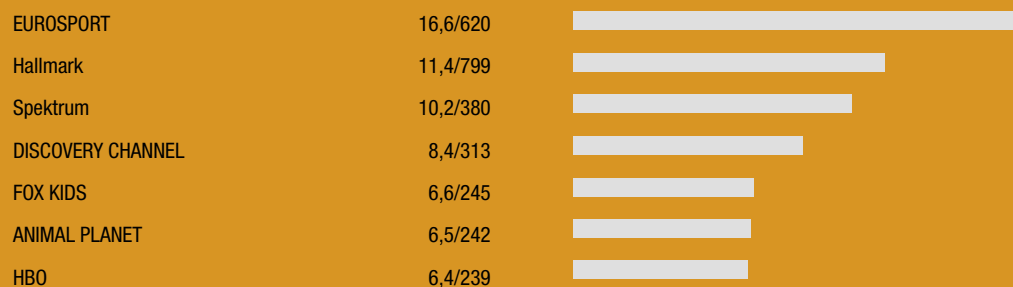 EUROSPORT 16,6/620
Hallmark 11,4/799
Spektrum 10,2/380
DISCOVERY CHANNEL 8,4/313
FOX KIDS 6,6/245
ANIMAL PLANET 6,5/242
HBO 6,4/239